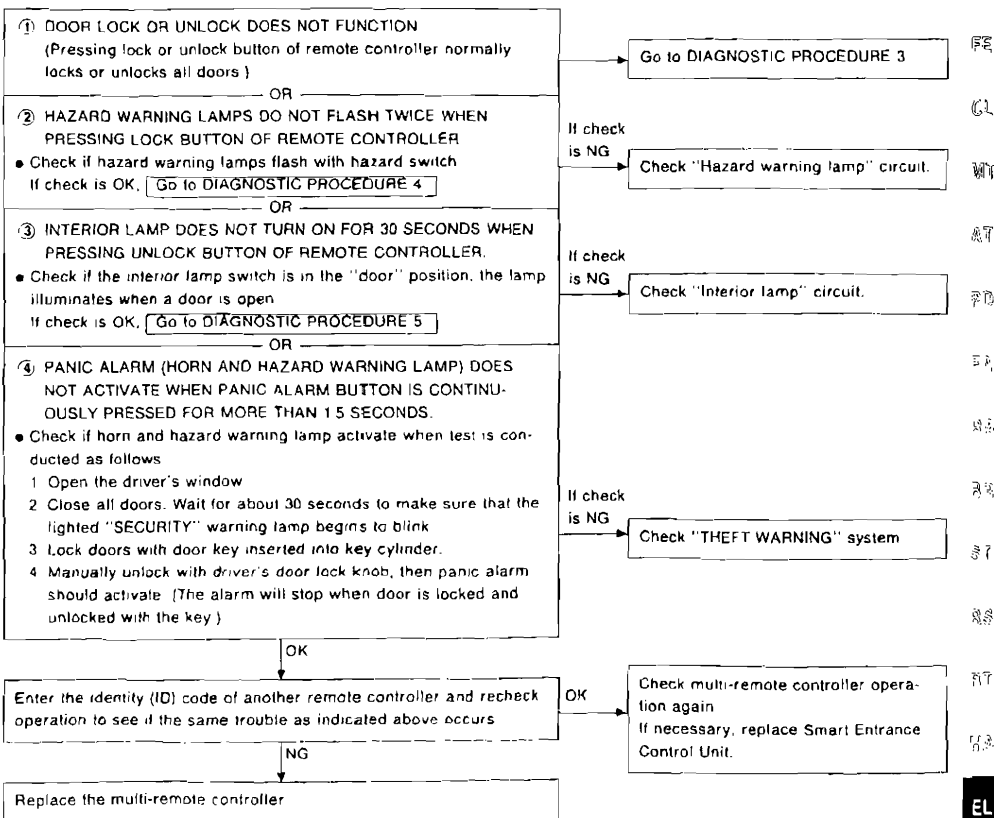 ① DOOR LOCK OR UNLOCK DOES NOT FUNCTION
(Pressing lock or unlock button of remote controller normally
locks or unlocks all doors )
OR
② HAZARD WARNING LAMPS DO NOT FLASH TWICE WHEN
PRESSING LOCK BUTTON OF REMOTE CONTROLLER
● Check if hazard warning lamps flash with hazard switch
If check is OK, Go to DIAGNOSTIC PROCEDURE 4
OR
③ INTERIOR LAMP DOES NOT TURN ON FOR 30 SECONDS WHEN
PRESSING UNLOCK BUTTON OF REMOTE CONTROLLER.
● Check if the interior lamp switch is in the "door" position, the lamp
illuminates when a door is open
If check is OK, Go to DIAGNOSTIC PROCEDURE 5
OR
④ PANIC ALARM (HORN AND HAZARD WARNING LAMP) DOES
NOT ACTIVATE WHEN PANIC ALARM BUTTON IS CONTINU-
OUSLY PRESSED FOR MORE THAN 1 5 SECONDS.
● Check if horn and hazard warning lamp activate when test is con-
ducted as follows
1 Open the driver's window
2 Close all doors. Wait for about 30 seconds to make sure that the
lighted "SECURITY" warning lamp begins to blink
3 Lock doors with door key inserted into key cylinder.
4 Manually unlock with driver's door lock knob, then panic alarm
should activate (The alarm will stop when door is locked and
unlocked with the key )
Go to DIAGNOSTIC PROCEDURE 3
If check
is NG
Check "Hazard warning lamp" circuit.
If check
is NG
Check "Interior lamp" circuit.
If check
is NG
Check "THEFT WARNING" system
OK
Enter the identity (ID) code of another remote controller and recheck
operation to see if the same trouble as indicated above occurs
OK
Check multi-remote controller opera-
tion again
If necessary, replace Smart Entrance
Control Unit.
NG
Replace the multi-remote controller
FE
CL
MT
AT
PD
ST
HA
EL